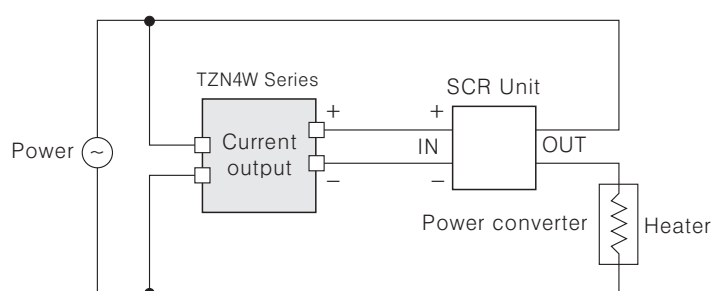 TZN4W Series
SCR Unit
Power
~
Current
output
+
−
+
−
IN
OUT
Power converter
Heater